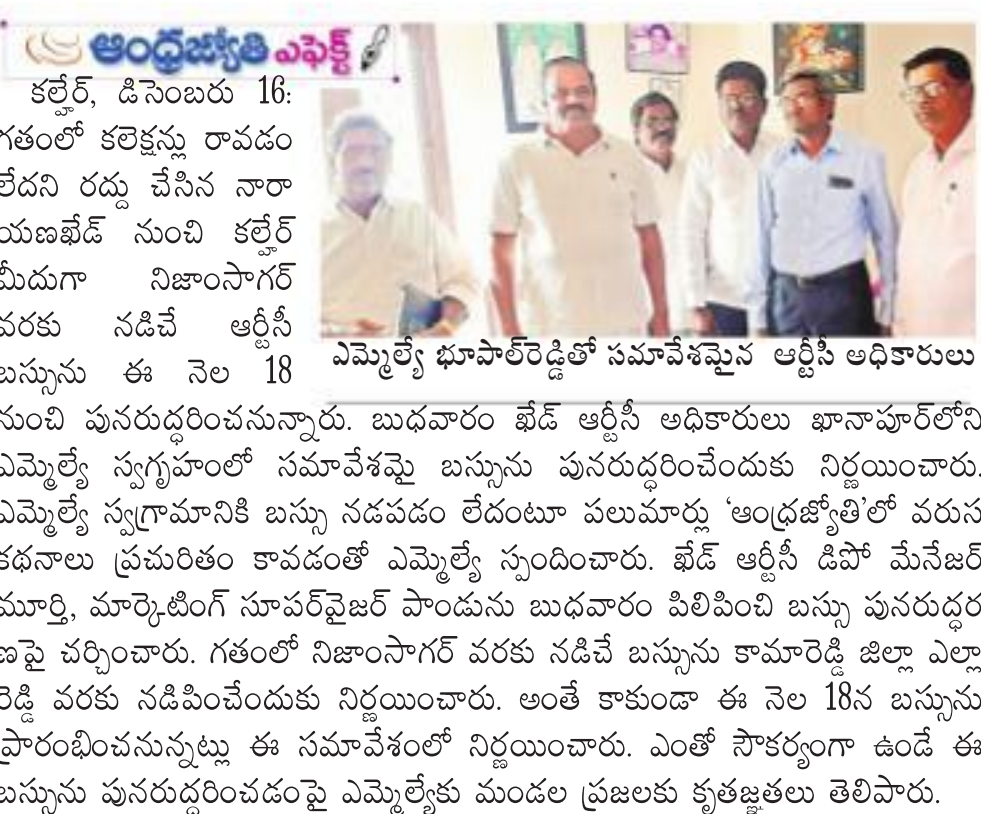 ఆంధ్రజ్యోతి ఎఫెక్ట్
కల్హేర్, డిసెంబరు 16:
గతంలో కలెక్షన్లు రావడం
లేదని రద్దు చేసిన నారా
యణఖేడ్ నుంచి కల్హేర్
మీదుగా నిజాంసాగర్
వరకు నడిచే ఆర్టీసీ
బస్సును ఈ నెల 18
ఎమ్మెల్యే భూపాల్‌రెడ్డితో సమావేశమైన ఆర్టీసీ అధికారులు
నుంచి పునరుద్ధరించనున్నారు. బుధవారం ఖేడ్ ఆర్టీసీ అధికారులు ఖానాపూర్‌లోని
ఎమ్మెల్యే స్వగృహంలో సమావేశమై బస్సును పునరుద్ధరించేందుకు నిర్ణయించారు.
ఎమ్మెల్యే స్వగ్రామానికి బస్సు నడపడం లేదంటూ పలుమార్లు ‘ఆంధ్రజ్యోతి’లో వరుస
కథనాలు ప్రచురితం కావడంతో ఎమ్మెల్యే స్పందించారు. ఖేడ్ ఆర్టీసీ డిపో మేనేజర్
మూర్తి, మార్కెటింగ్ సూపర్‌వైజర్ పాండును బుధవారం పిలిపించి బస్సు పునరుద్ధర
ణపై చర్చించారు. గతంలో నిజాంసాగర్ వరకు నడిచే బస్సును కామారెడ్డి జిల్లా ఎల్లా
రెడ్డి వరకు నడిపించేందుకు నిర్ణయించారు. అంతే కాకుండా ఈ నెల 18న బస్సును
ప్రారంభించనున్నట్లు ఈ సమావేశంలో నిర్ణయించారు. ఎంతో సౌకర్యంగా ఉండే ఈ
బస్సును పునరుద్ధరించడంపై ఎమ్మెల్యేకు మండల ప్రజలకు కృతజ్ఞతలు తెలిపారు.